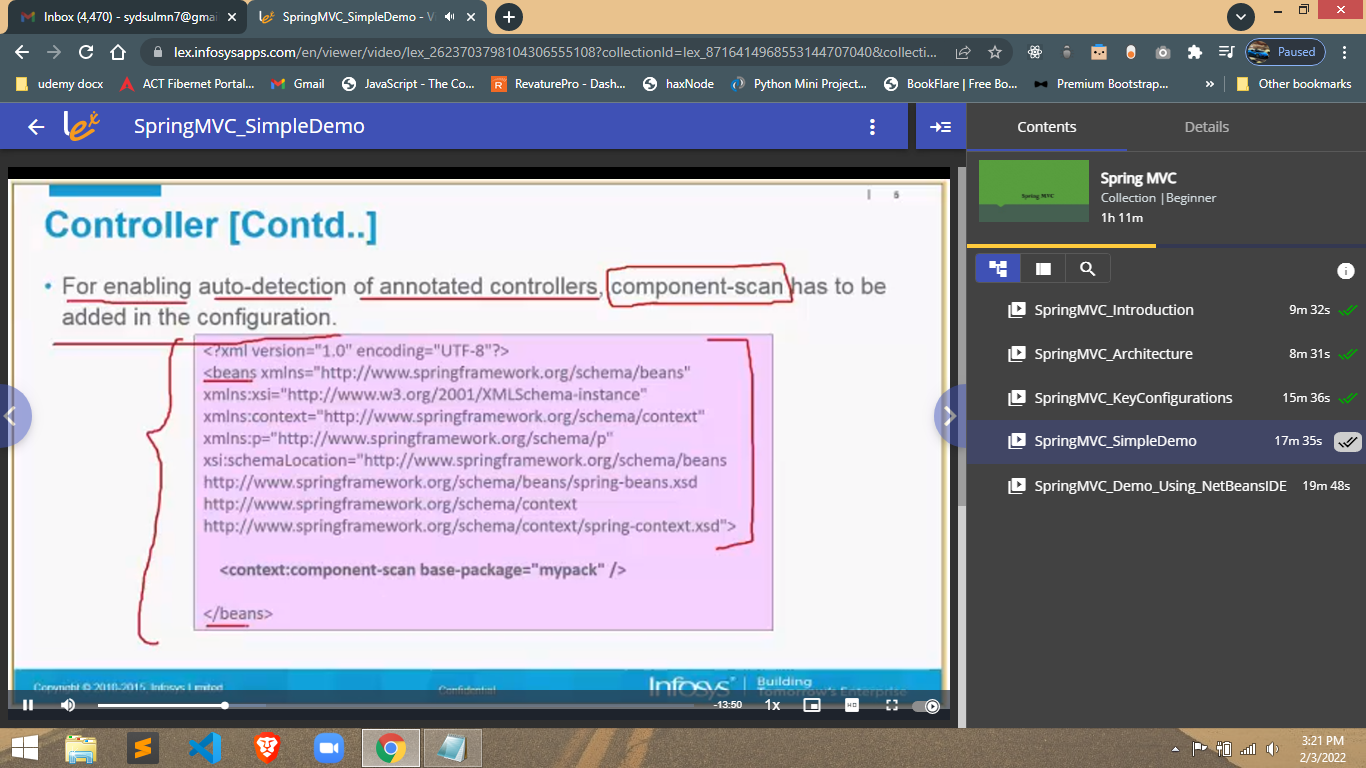 Inbox (4,470) - sydsulmn7@gmai
SpringMVC_SimpleDemo - Vi
lex.infosysapps.com/en/viewer/video/lex_2623703798104306555108?collectionId=lex_8716414968553144707040&collecti...
Paused
udemy docx
ACT Fibernet Portal...
Gmail
JavaScript - The Co...
RevaturePro - Dash...
haxNode
Python Mini Project...
BookFlare | Free Bo...
Premium Bootstrap...
»
Other bookmarks
lex
SpringMVC_SimpleDemo
Contents
Details
| 6
Controller [Contd..]
• For enabling auto-detection of annotated controllers, component-scan has to be
added in the configuration.
<?xml version="1.0" encoding="UTF-8"?>
<beans xmlns="http://www.springframework.org/schema/beans"
xmlns:xsi="http://www.w3.org/2001/XMLSchema-instance"
xmlns:context="http://www.springframework.org/schema/context"
xmlns:p="http://www.springframework.org/schema/p"
xsi:schemaLocation="http://www.springframework.org/schema/beans
http://www.springframework.org/schema/beans/spring-beans.xsd
http://www.springframework.org/schema/context
http://www.springframework.org/schema/context/spring-context.xsd">
<context:component-scan base-package="mypack" />
</beans>
Copyright © 2010-2015, Infosys Limited
Confidential
Infosys®
Building
Tomorrow's Enterprise
-13:50
1x
HD
Spring MVC
Spring MVC
Collection |Beginner
1h 11m
SpringMVC_Introduction 9m 32s
SpringMVC_Architecture 8m 31s
SpringMVC_KeyConfigurations 15m 36s
SpringMVC_SimpleDemo 17m 35s
SpringMVC_Demo_Using_NetBeansIDE 19m 48s
3:21 PM
2/3/2022